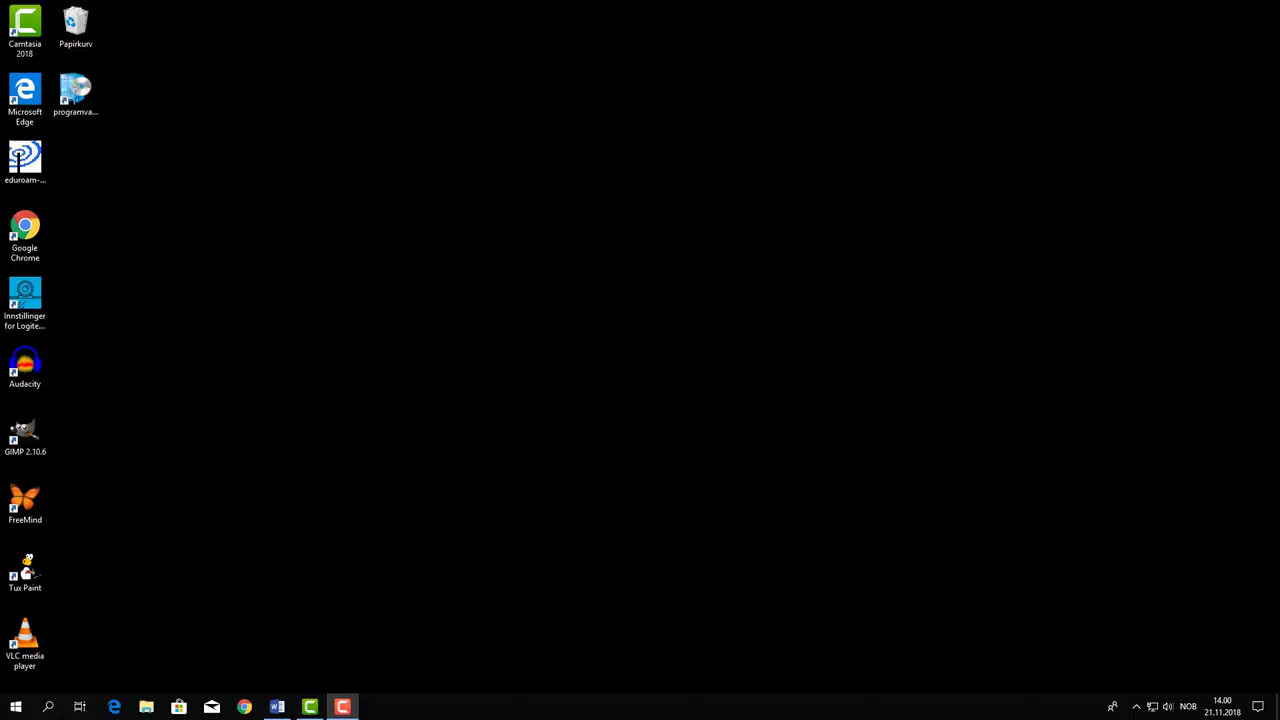 Camtasia
2018
Papirkurv
Microsoft
Edge
programva...
eduroam-...
Google
Chrome
Innstillinger
for Logite...
Audacity
GIMP 2.10.6
FreeMind
Tux Paint
VLC media
player
NOB
14.00
21.11.2018